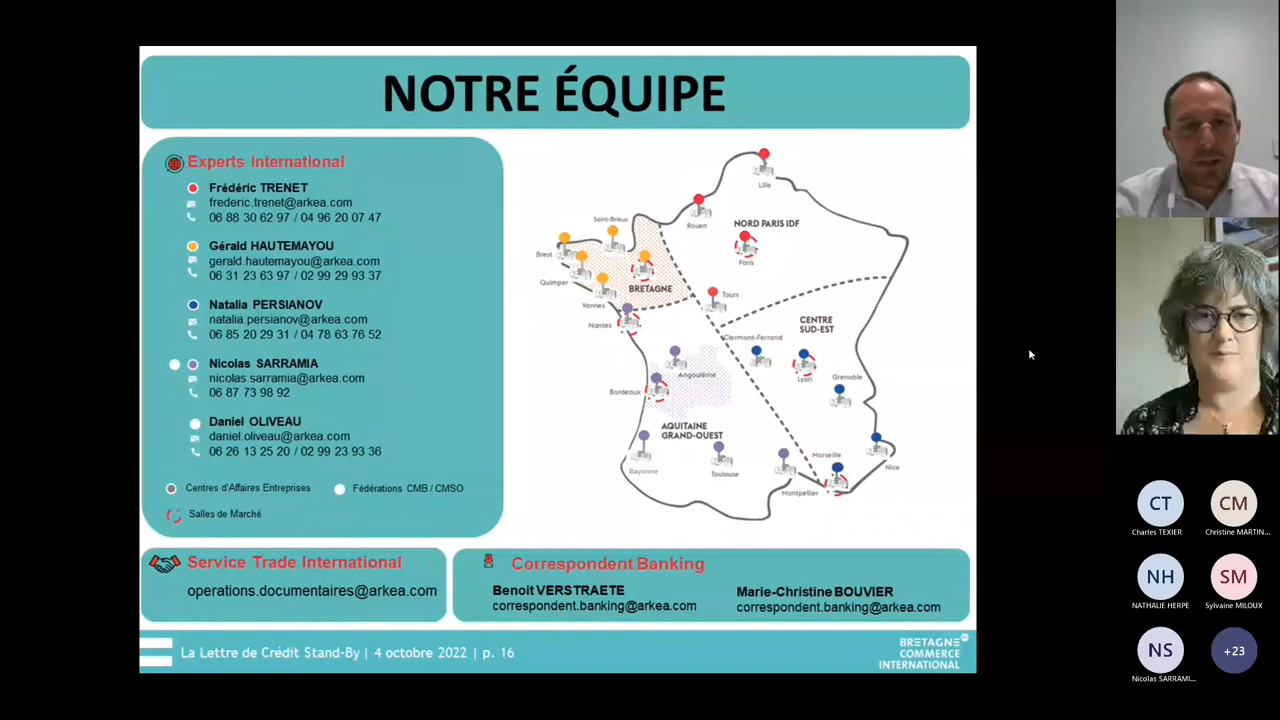 NOTRE ÉQUIPE
Experts International
Frédéric TRENET
frederic.trenet@arkea.com
06 88 30 62 97 / 04 96 20 07 47
Gérald HAUTEMAYOU
gerald.hautemayou@arkea.com
06 31 23 63 97 / 02 99 29 93 37
Natalia PERSIANOV
natalia.persianov@arkea.com
06 85 20 29 31 / 04 78 63 76 52
Nicolas SARRAMIA
nicolas.sarramia@arkea.com
06 87 73 98 92
Daniel OLIVEAU
daniel.oliveau@arkea.com
06 26 13 25 20 / 02 99 23 93 36
Centres d'Affaires Entreprises
Fédérations CMB / CMSO
Salles de Marché
Lille
Rouen
NORD PARIS IDF
Paris
Saint-Brieuc
Brest
Quimper
BRETAGNE
Vannes
Tours
Nantes
CENTRE
SUD-EST
Clermont-Ferrand
Lyon
Grenoble
Angoulême
Bordeaux
AQUITAINE
GRAND-OUEST
Bayonne
Toulouse
Marseille
Montpellier
Nice
Service Trade International
operations.documentaires@arkea.com
Correspondent Banking
Benoit VERSTRAETE
correspondent.banking@arkea.com
Marie-Christine BOUVIER
correspondent.banking@arkea.com
La Lettre de Crédit Stand-By | 4 octobre 2022 | p. 16
BRETAGNE
COMMERCE
INTERNATIONAL
CT
Charles TEXIER
CM
Christine MARTIN...
NH
NATHALIE HERPE
SM
Sylvaine MILOUX
NS
Nicolas SARRAMI...
+23